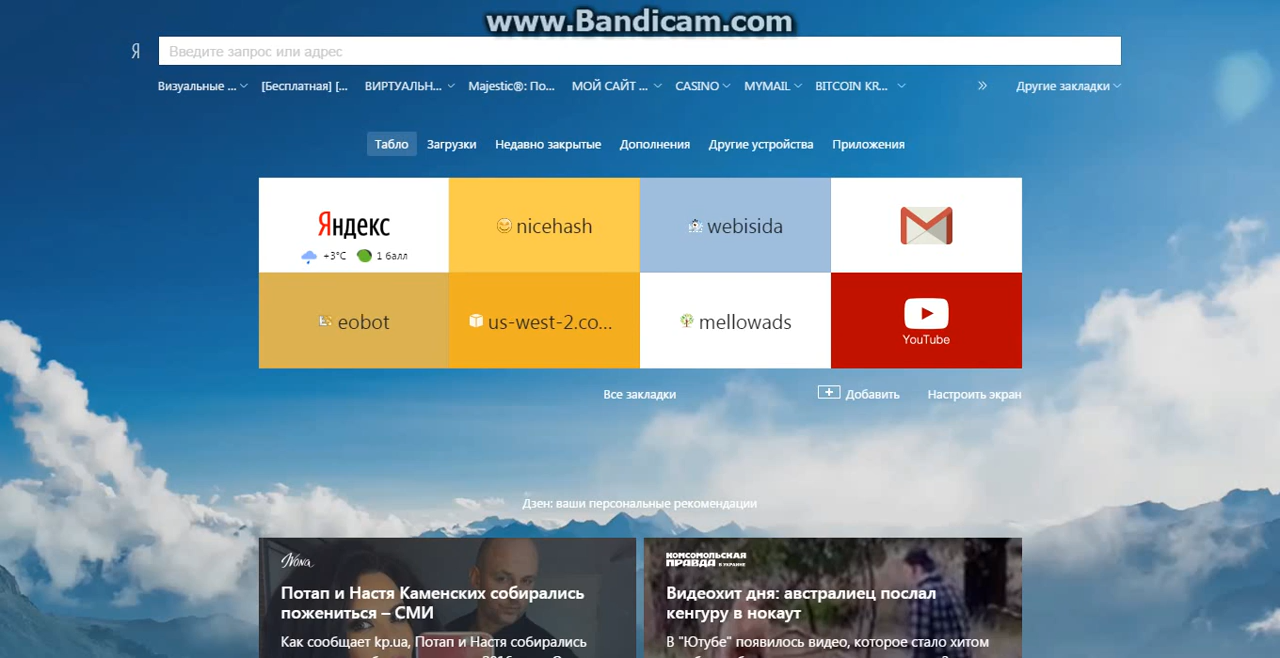 www.Bandicam.com
Я Введите запрос или адрес
Визуальные ... [Бесплатная] [... ВИРТУАЛЬН... Majestic®: По... МОЙ САЙТ ... CASINO MYMAIL BITCOIN KR... » Другие закладки
Табло Загрузки Недавно закрытые Дополнения Другие устройства Приложения
Яндекс nicehash webisida
+3°C 1 балл
eobot us-west-2.co... mellowads YouTube
Все закладки Добавить Настроить экран
Дзен: ваши персональные рекомендации
КОМСОМОЛЬСКАЯ
ПРАВДА В УКРАИНЕ
Потап и Настя Каменских собирались
пожениться – СМИ
Как сообщает kp.ua, Потап и Настя собирались
Видеохит дня: австралиец послал
кенгуру в нокаут
В "Ютубе" появилось видео, которое стало хитом